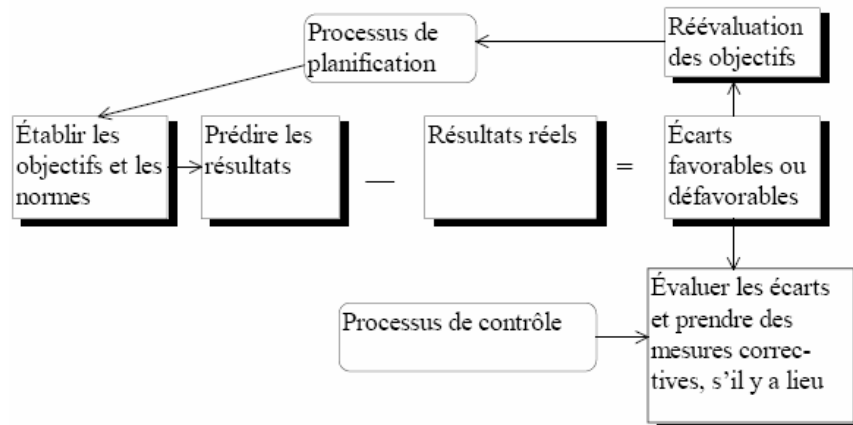 Processus de
planification
Réévaluation
des objectifs
Établir les
objectifs et les
normes
Prédire les
résultats
—
Résultats réels
=
Écarts
favorables ou
défavorables
Processus de contrôle
Évaluer les écarts
et prendre des
mesures correc-
tives, s'il y a lieu